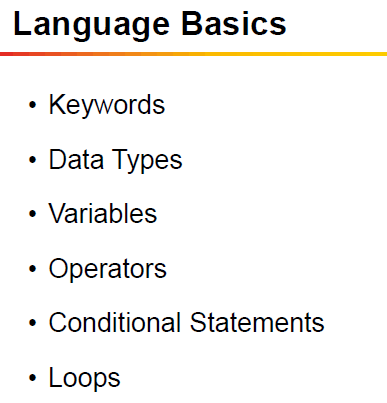 Language Basics
• Keywords
• Data Types
• Variables
• Operators
• Conditional Statements
• Loops